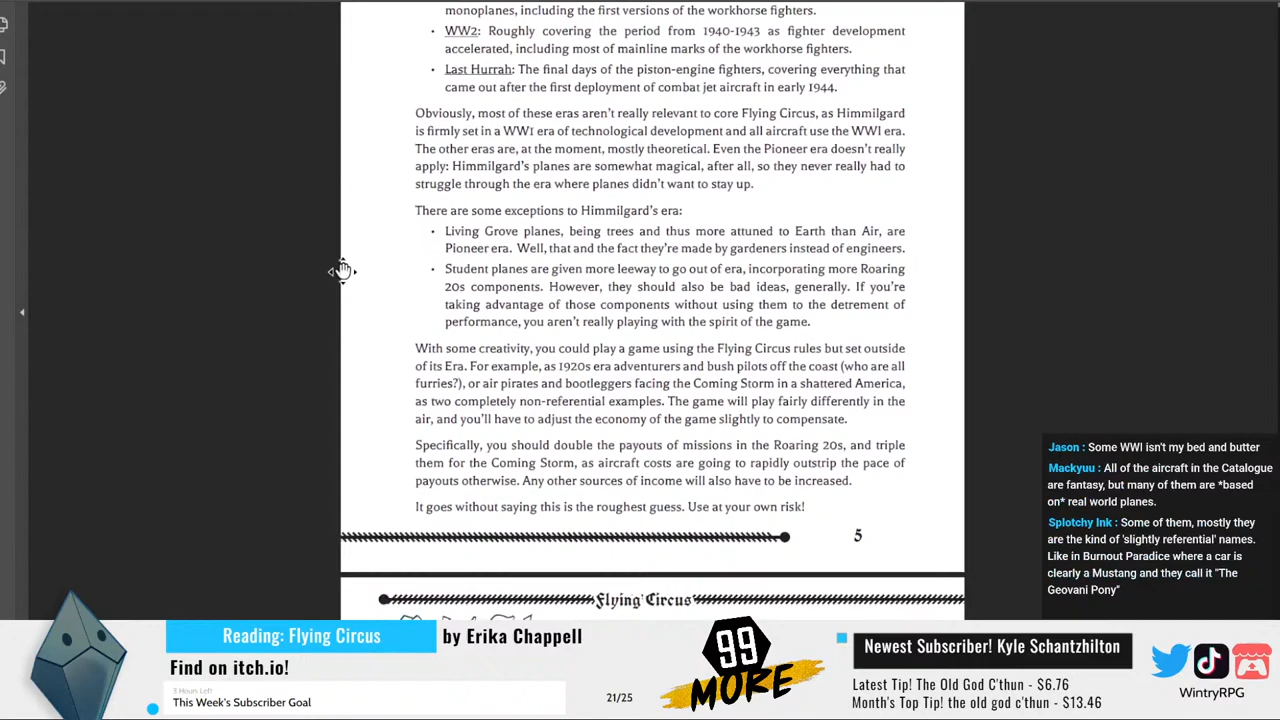 monoplanes, including the first versions of the workhorse fighters.
• WW2: Roughly covering the period from 1940-1943 as fighter development
accelerated, including most of mainline marks of the workhorse fighters.
• Last Hurrah: The final days of the piston-engine fighters, covering everything that
came out after the first deployment of combat jet aircraft in early 1944.
Obviously, most of these eras aren't really relevant to core Flying Circus, as Himmilgard
is firmly set in a WW1 era of technological development and all aircraft use the WW1 era.
The other eras are, at the moment, mostly theoretical. Even the Pioneer era doesn't really
apply: Himmilgard's planes are somewhat magical, after all, so they never really had to
struggle through the era where planes didn't want to stay up.
There are some exceptions to Himmilgard's era:
• Living Grove planes, being trees and thus more attuned to Earth than Air, are
Pioneer era. Well, that and the fact they're made by gardeners instead of engineers.
• Student planes are given more leeway to go out of era, incorporating more Roaring
20s components. However, they should also be bad ideas, generally. If you're
taking advantage of those components without using them to the detrement of
performance, you aren't really playing with the spirit of the game.
With some creativity, you could play a game using the Flying Circus rules but set outside
of its Era. For example, as 1920s era adventurers and bush pilots off the coast (who are all
furries?), or air pirates and bootleggers facing the Coming Storm in a shattered America,
as two completely non-referential examples. The game will play fairly differently in the
air, and you'll have to adjust the economy of the game slightly to compensate.
Specifically, you should double the payouts of missions in the Roaring 20s, and triple
them for the Coming Storm, as aircraft costs are going to rapidly outstrip the pace of
payouts otherwise. Any other sources of income will also have to be increased.
It goes without saying this is the roughest guess. Use at your own risk!
5
Flying Circus
Jason : Some WWI isn't my bed and butter
Mackyuu : All of the aircraft in the Catalogue
are fantasy, but many of them are *based
on* real world planes.
Splotchy Ink : Some of them, mostly they
are the kind of 'slightly referential' names.
Like in Burnout Paradice where a car is
clearly a Mustang and they call it "The
Geovani Pony"
Reading: Flying Circus by Erika Chappell
Find on itch.io!
3 Hours Left
This Week's Subscriber Goal
21/25
99
MORE
Newest Subscriber! Kyle Schantzhilton
Latest Tip! The Old God C'thun - $6.76
Month's Top Tip! the old god c'thun - $13.46
WintryRPG